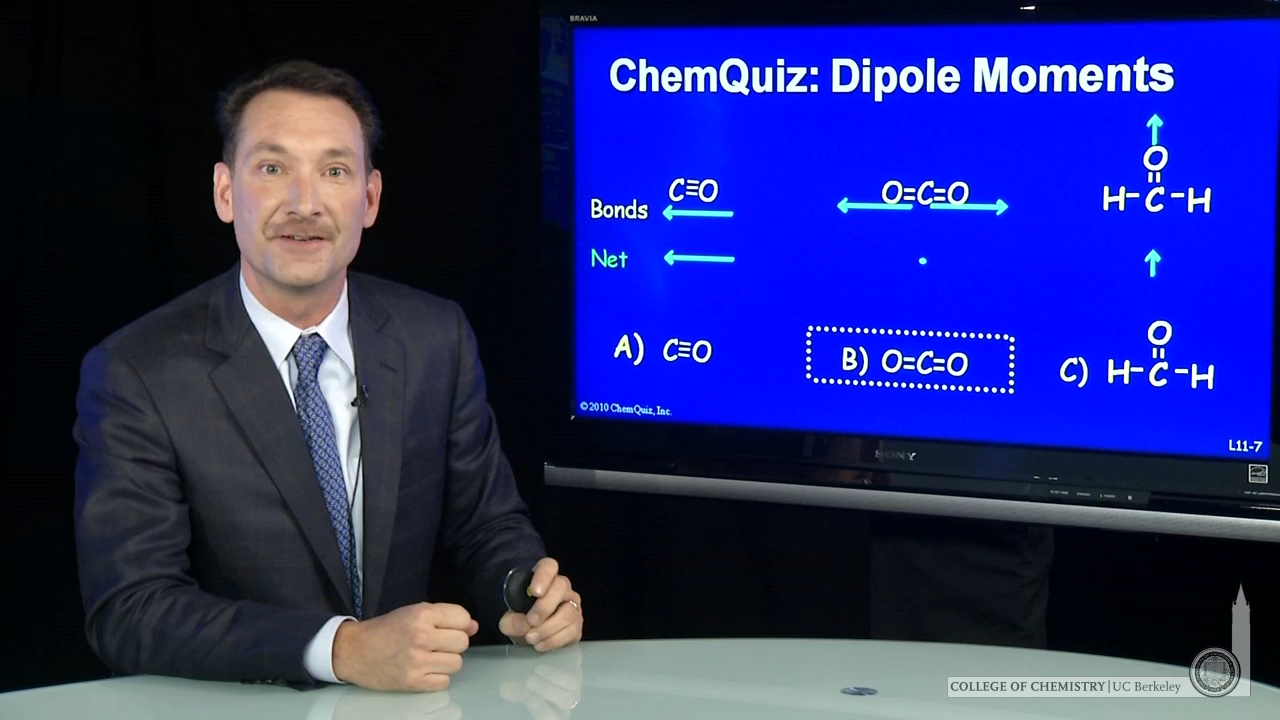 BRAVIA
ChemQuiz: Dipole Moments
O
H-C-H
C≡O
O=C=O
Bonds
Net
A) C≡O
B) O=C=O
C) H-C-H
O
© 2010 ChemQuiz, Inc.
L11-7
SONY
COLLEGE OF CHEMISTRY | UC Berkeley